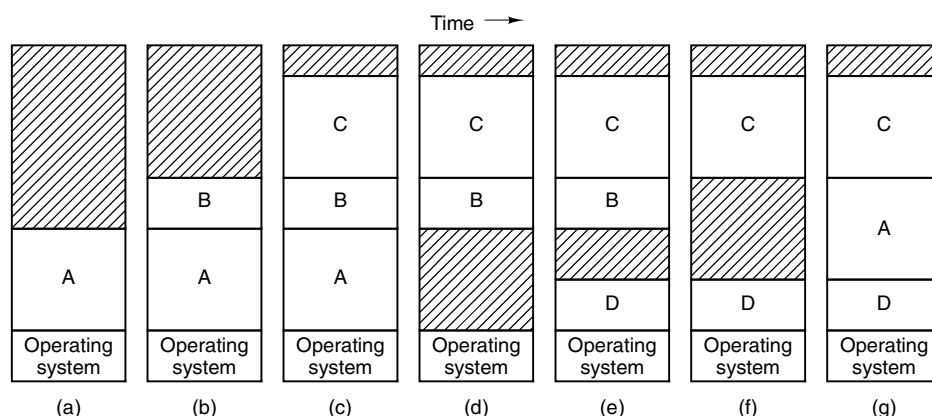 Time
C
C
C
C
C
B
B
B
B
A
A
A
A
D
D
D
Operating
system
Operating
system
Operating
system
Operating
system
Operating
system
Operating
system
Operating
system
(a)
(b)
(c)
(d)
(e)
(f)
(g)